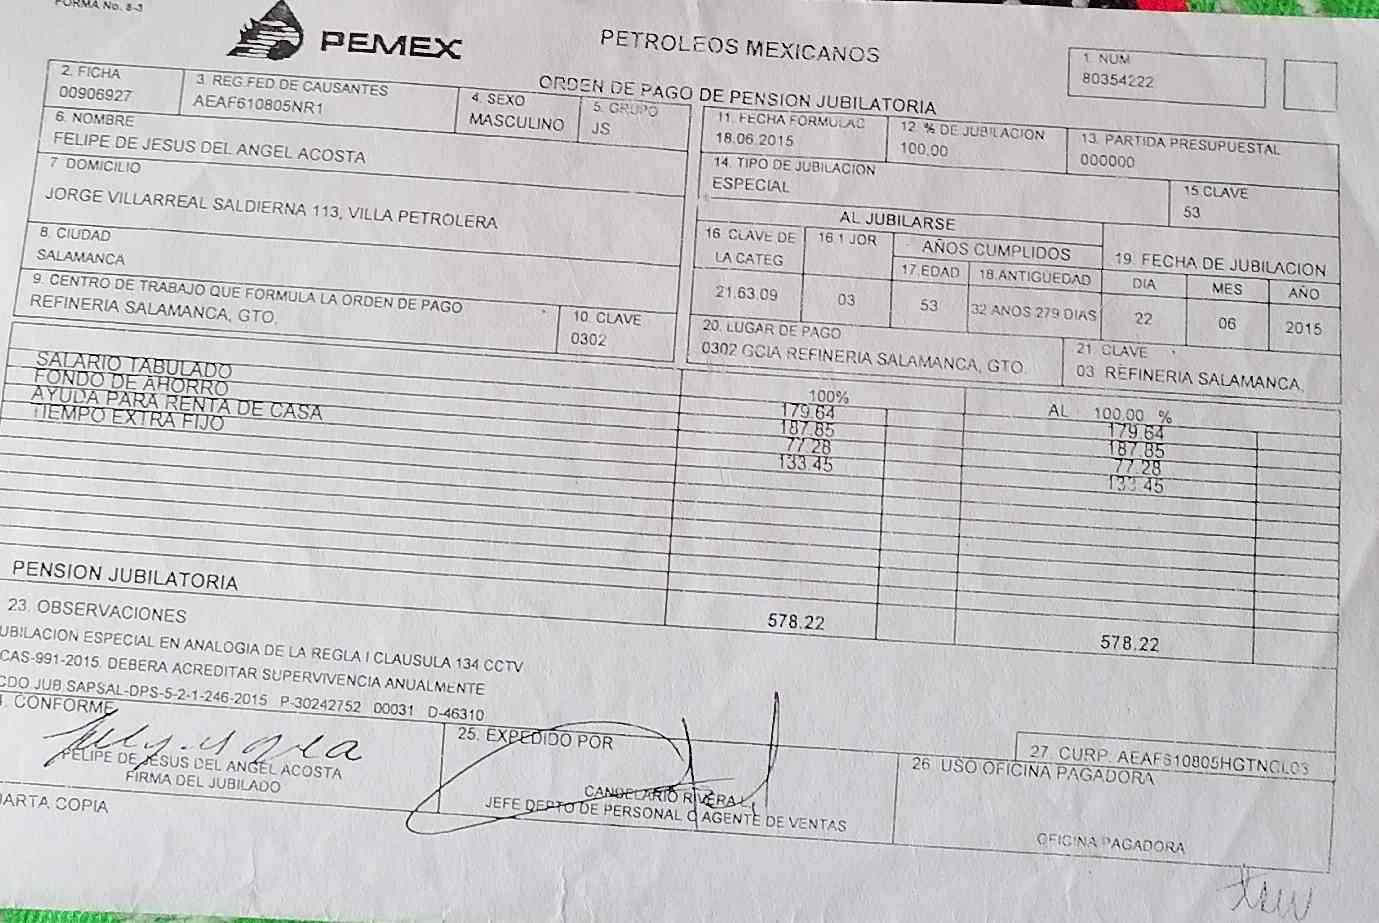 FORMA No. 8-3
PEMEX
PETROLEOS MEXICANOS
ORDEN DE PAGO DE PENSION JUBILATORIA
1. NUM
80354222
2. FICHA
00906927
3. REG.FED DE CAUSANTES
AEAF610805NR1
4. SEXO
MASCULINO
5. GRUPO
JS
6. NOMBRE
FELIPE DE JESUS DEL ANGEL ACOSTA
7 DOMICILIO
JORGE VILLARREAL SALDIERNA 113, VILLA PETROLERA
8. CIUDAD
SALAMANCA
9. CENTRO DE TRABAJO QUE FORMULA LA ORDEN DE PAGO
REFINERIA SALAMANCA, GTO.
10. CLAVE
0302
11. FECHA FORMULAC
18.06.2015
12. % DE JUBILACION
100.00
13. PARTIDA PRESUPUESTAL
000000
14. TIPO DE JUBILACION
ESPECIAL
15.CLAVE
53
AL JUBILARSE
16. CLAVE DE
LA CATEG
21.63.09
16.1 JOR
03
AÑOS CUMPLIDOS
17.EDAD
53
18.ANTIGÜEDAD
32 ANOS 279 DIAS
19. FECHA DE JUBILACION
DIA MES AÑO
22 06 2015
20. LUGAR DE PAGO
0302 GCIA REFINERIA SALAMANCA, GTO.
21. CLAVE
03 REFINERIA SALAMANCA,
100% AL 100.00 %
SALARIO TABULADO 179.64 179.64
FONDO DE AHORRO 187.85 187.85
AYUDA PARA RENTA DE CASA 77.28 77.28
TIEMPO EXTRA FIJO 133.45 133.45
PENSION JUBILATORIA 578.22 578.22
23. OBSERVACIONES
UBILACION ESPECIAL EN ANALOGIA DE LA REGLA I CLAUSULA 134 CCTV
CAS-991-2015. DEBERA ACREDITAR SUPERVIVENCIA ANUALMENTE
CDO.JUB.SAPSAL-DPS-5-2-1-246-2015 P-30242752 00031 D-46310
. CONFORME
FELIPE DE JESUS DEL ANGEL ACOSTA
FIRMA DEL JUBILADO
25. EXPEDIDO POR
CANDELARIO RIVERA L.
JEFE DEPTO DE PERSONAL O AGENTE DE VENTAS
27. CURP. AEAF610805HGTNCL03
26. USO OFICINA PAGADORA
OFICINA PAGADORA
UARTA COPIA